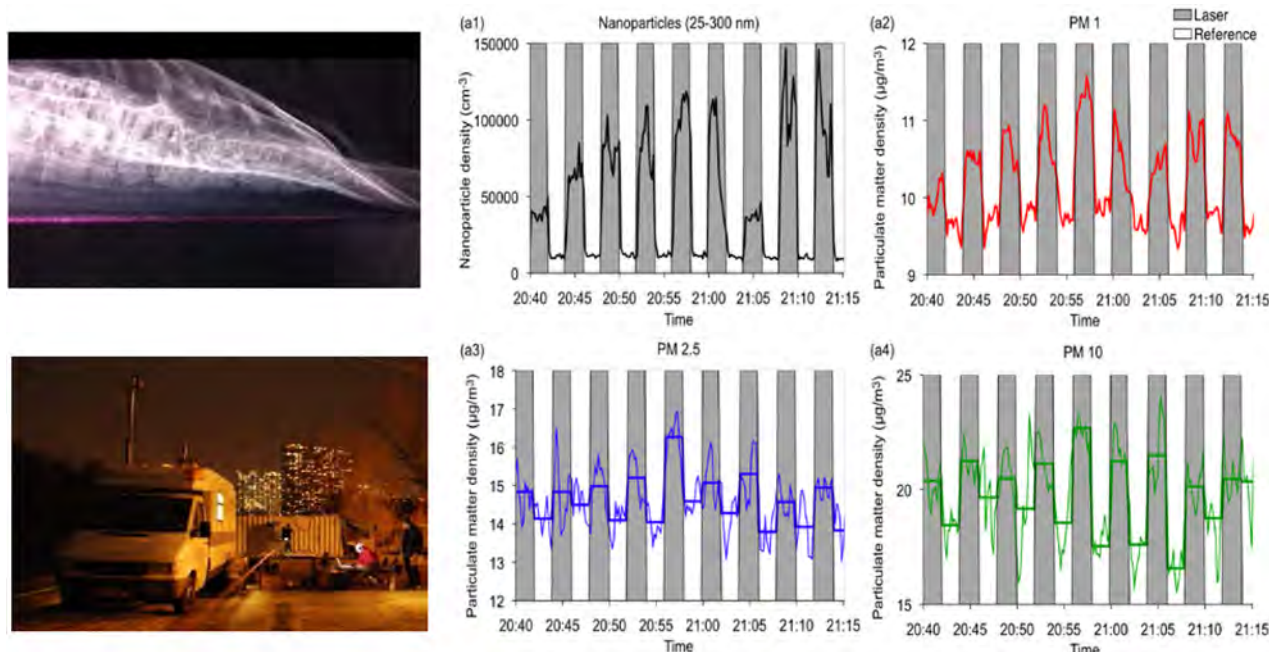 (a1) Nanoparticles (25-300 nm)
Nanoparticle density (cm-3)
150000
100000
50000
0
20:40 20:45 20:50 20:55 21:00 21:05 21:10 21:15
Time
(a2) PM 1
Laser
Reference
Particulate matter density (µg/m³)
12
11
10
9
20:40 20:45 20:50 20:55 21:00 21:05 21:10 21:15
Time
(a3) PM 2.5
Particulate matter density (µg/m³)
18
17
16
15
14
13
12
20:40 20:45 20:50 20:55 21:00 21:05 21:10 21:15
Time
(a4) PM 10
Particulate matter density (µg/m³)
25
20
15
20:40 20:45 20:50 20:55 21:00 21:05 21:10 21:15
Time